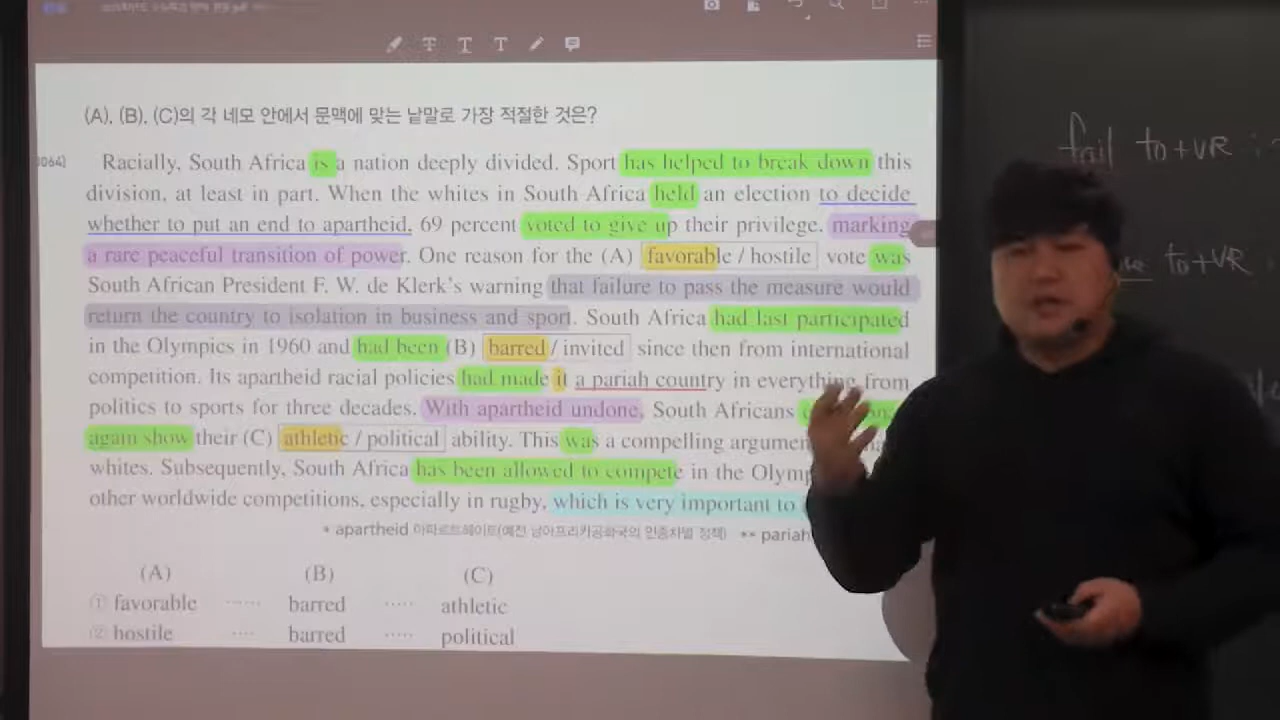 (A), (B), (C)의 각 네모 안에서 문맥에 맞는 낱말로 가장 적절한 것은?
Racially, South Africa is a nation deeply divided. Sport has helped to break down this
division, at least in part. When the whites in South Africa held an election to decide
whether to put an end to apartheid, 69 percent voted to give up their privilege, marking
a rare peaceful transition of power. One reason for the (A) favorable / hostile vote was
South African President F. W. de Klerk's warning that failure to pass the measure would
return the country to isolation in business and sport. South Africa had last participated
in the Olympics in 1960 and had been (B) barred / invited since then from international
competition. Its apartheid racial policies had made it a pariah country in everything from
politics to sports for three decades. With apartheid undone, South Africans
again show their (C) athletic / political ability. This was a compelling
whites. Subsequently, South Africa has been allowed to compete in the
other worldwide competitions, especially in rugby, which is very important to
* apartheid 아파르트헤이트(예전 남아프리카공화국의 인종차별 정책) ** pariah
(A) (B) (C)
① favorable …… barred …… athletic
② hostile …… barred …… political
fail to+VR :
to+VR :